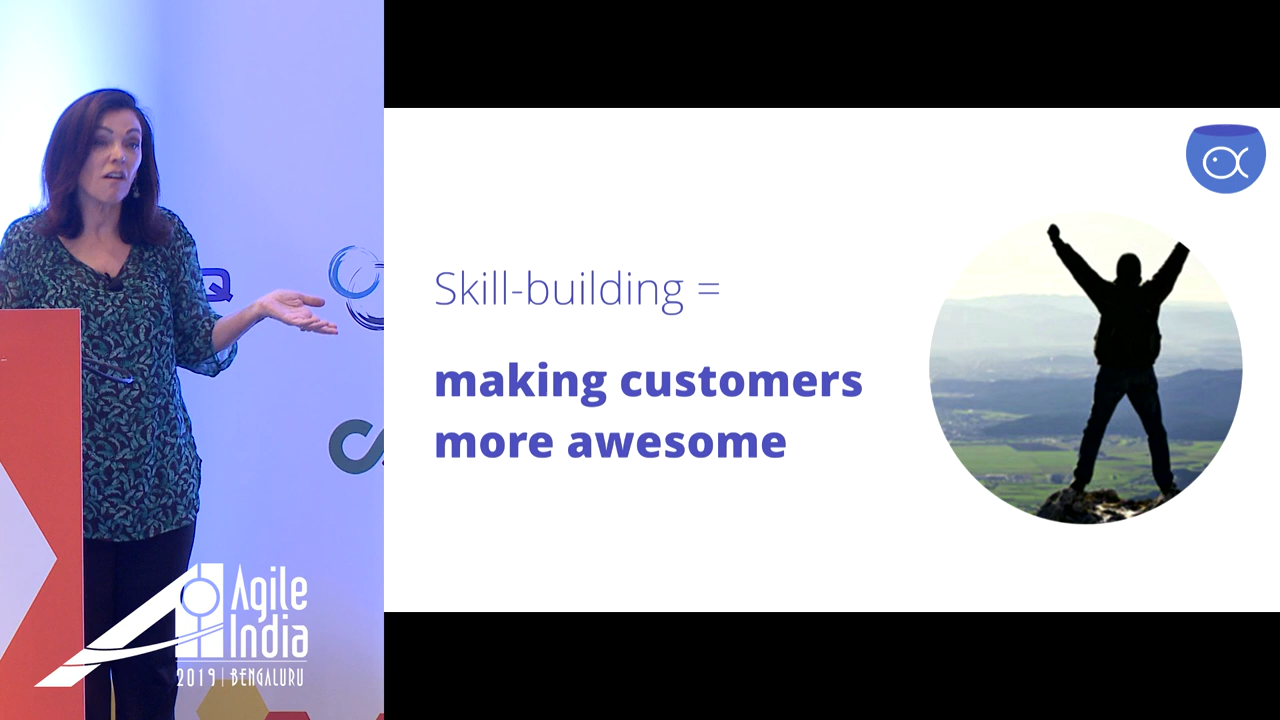 Skill-building =
making customers
more awesome
Q
Agile
India
2019 | BENGALURU